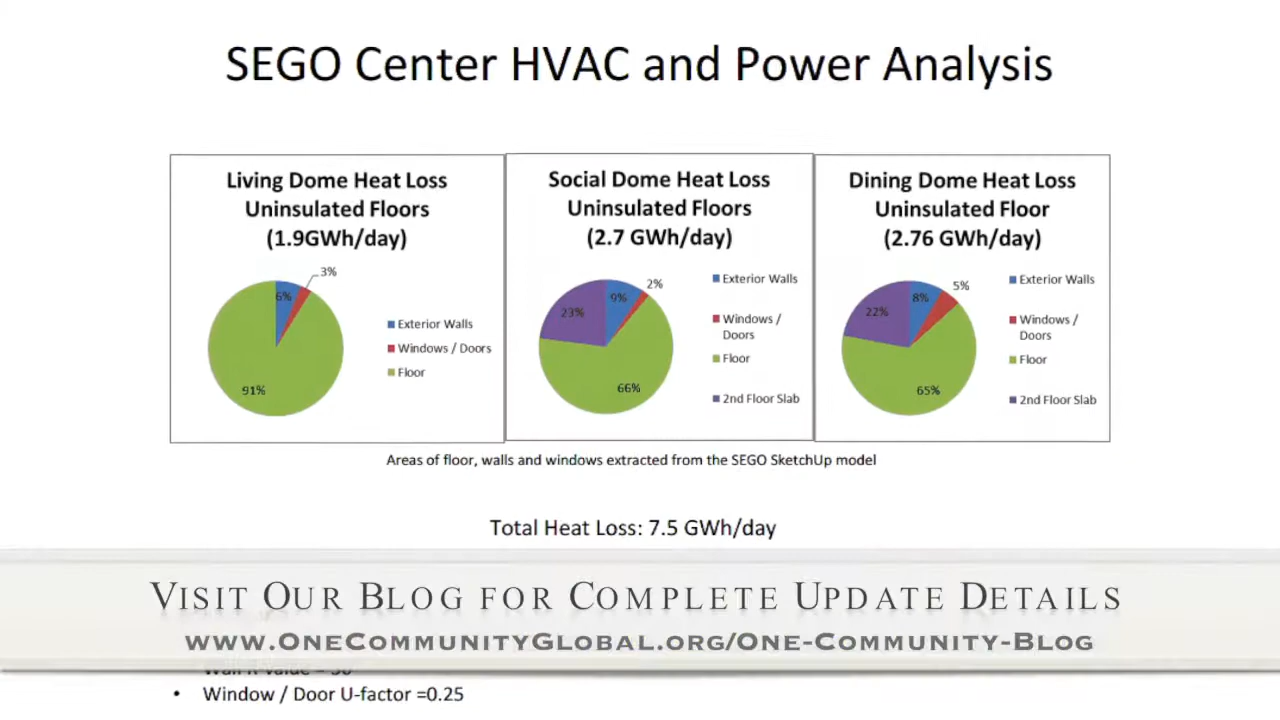 SEGO Center HVAC and Power Analysis
Living Dome Heat Loss
Uninsulated Floors
(1.9GWh/day)
3%
6%
91%
Exterior Walls
Windows / Doors
Floor
Social Dome Heat Loss
Uninsulated Floors
(2.7 GWh/day)
2%
9%
23%
66%
Exterior Walls
Windows /
Doors
Floor
2nd Floor Slab
Dining Dome Heat Loss
Uninsulated Floor
(2.76 GWh/day)
5%
8%
22%
65%
Exterior Walls
Windows /
Doors
Floor
2nd Floor Slab
Areas of floor, walls and windows extracted from the SEGO SketchUp model
Total Heat Loss: 7.5 GWh/day
VISIT OUR BLOG FOR COMPLETE UPDATE DETAILS
WWW.ONECOMMUNITYGLOBAL.ORG/ONE-COMMUNITY-BLOG
• Window / Door U-factor =0.25